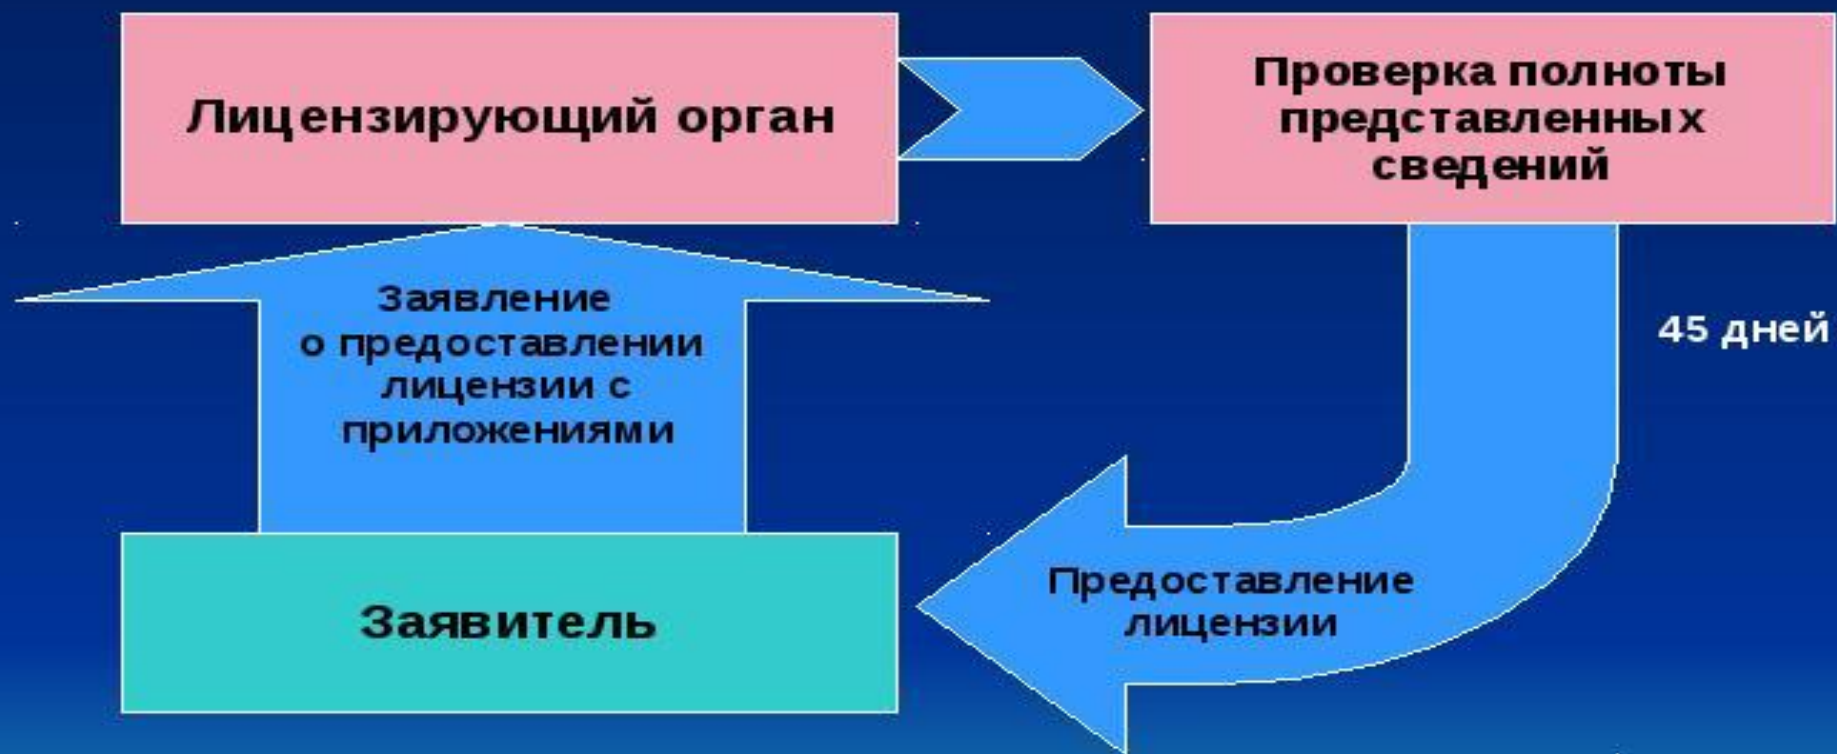 Лицензирующий орган
Проверка полноты
представленных
сведений
Заявление
о предоставлении
лицензии с
приложениями
45 дней
Предоставление
лицензии
Заявитель